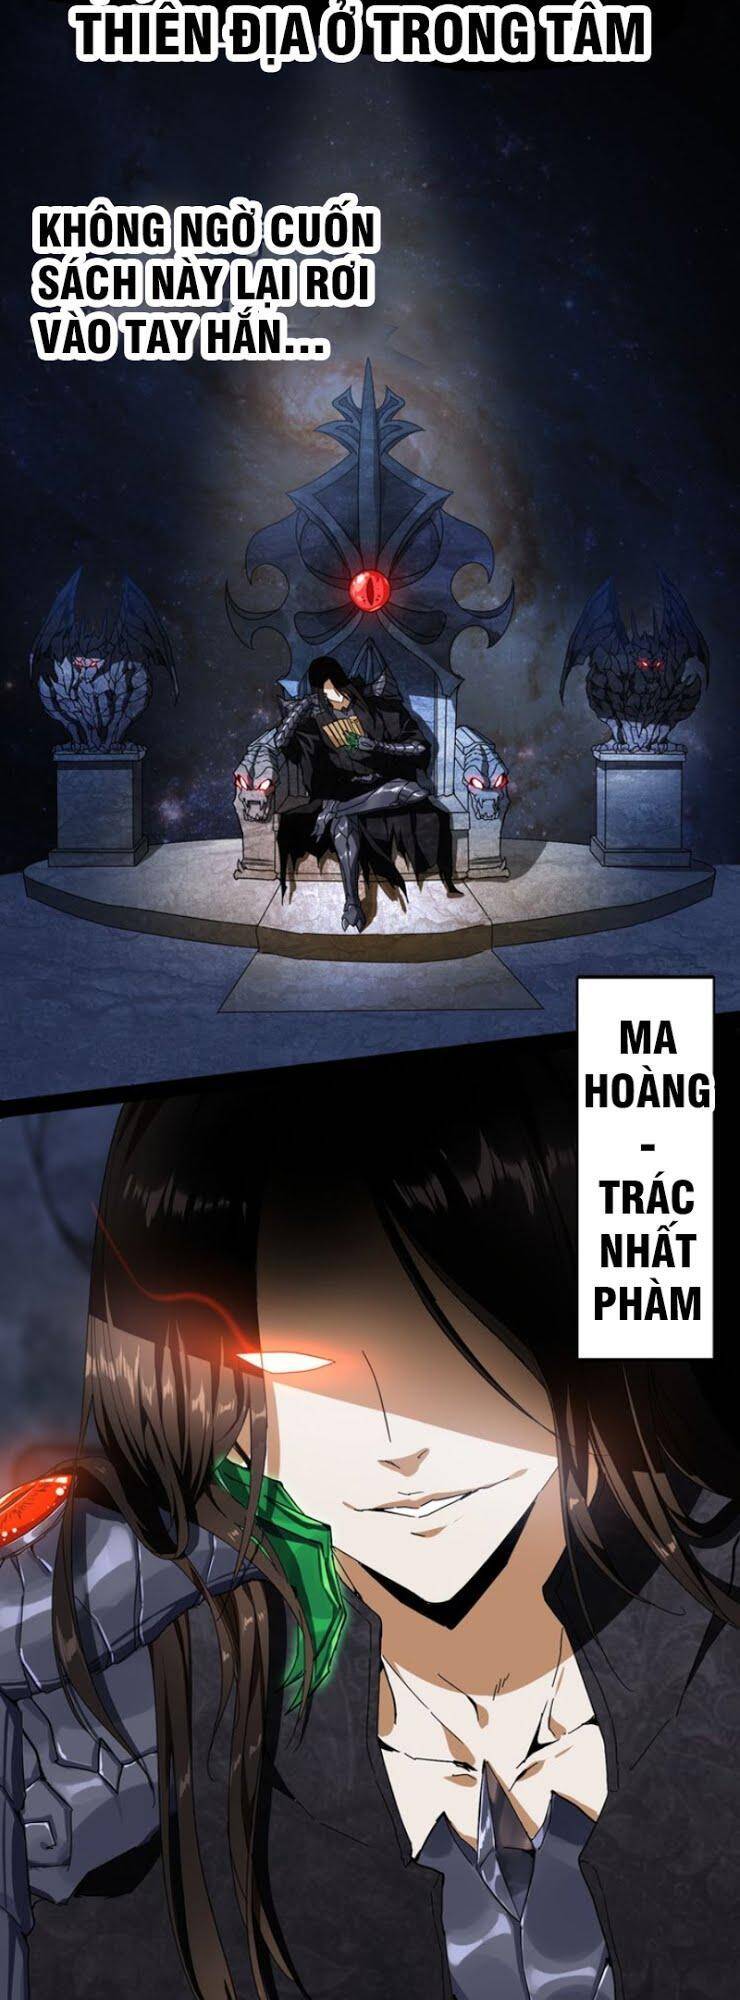 THIÊN ĐỊA Ở TRONG TÂM
KHÔNG NGỜ CUỐN
SÁCH NÀY LẠI RƠI
VÀO TAY HẮN...
MA
HOÀNG
-
TRÁC
NHẤT
PHÀM